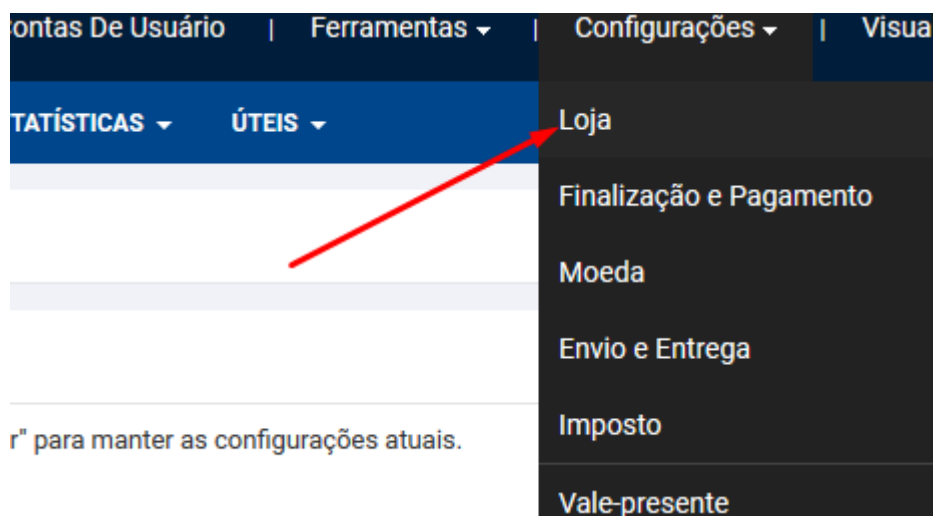 ontas De Usuário | Ferramentas | Configurações | Visua
TATÍSTICAS ÚTEIS
Loja
Finalização e Pagamento
Moeda
Envio e Entrega
Imposto
r" para manter as configurações atuais.
Vale-presente